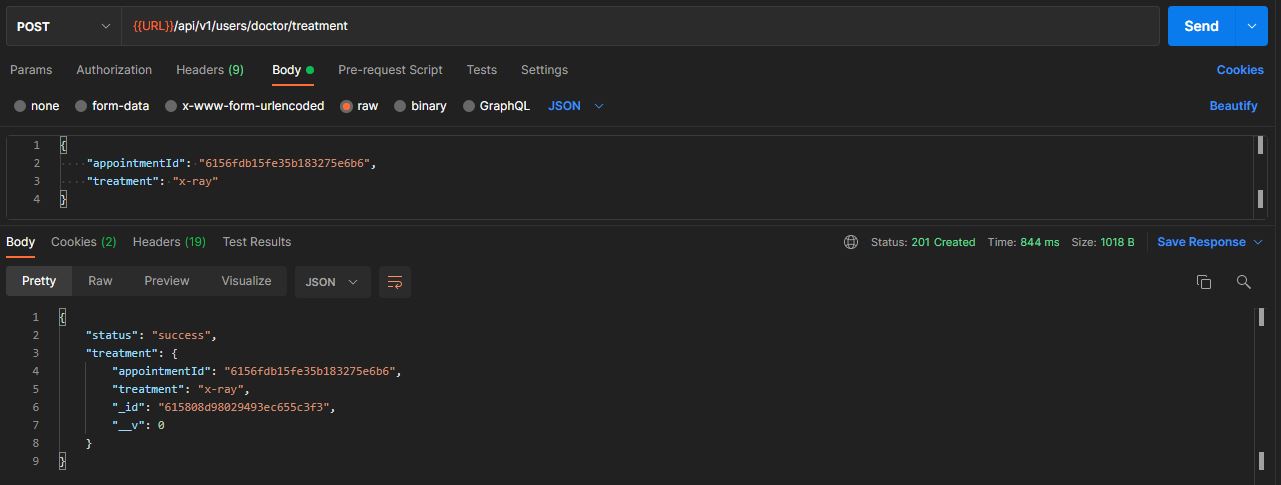 POST {{URL}}/api/v1/users/doctor/treatment Send
Params Authorization Headers (9) Body Pre-request Script Tests Settings Cookies
none form-data x-www-form-urlencoded raw binary GraphQL JSON Beautify
1 {
2 ····"appointmentId":·"6156fdb15fe35b183275e6b6",
3 ····"treatment":·"x-ray"
4 }
Body Cookies (2) Headers (19) Test Results Status: 201 Created Time: 844 ms Size: 1018 B Save Response
Pretty Raw Preview Visualize JSON
1 {
2 "status": "success",
3 "treatment": {
4 "appointmentId": "6156fdb15fe35b183275e6b6",
5 "treatment": "x-ray",
6 "_id": "615808d98029493ec655c3f3",
7 "__v": 0
8 }
9 }